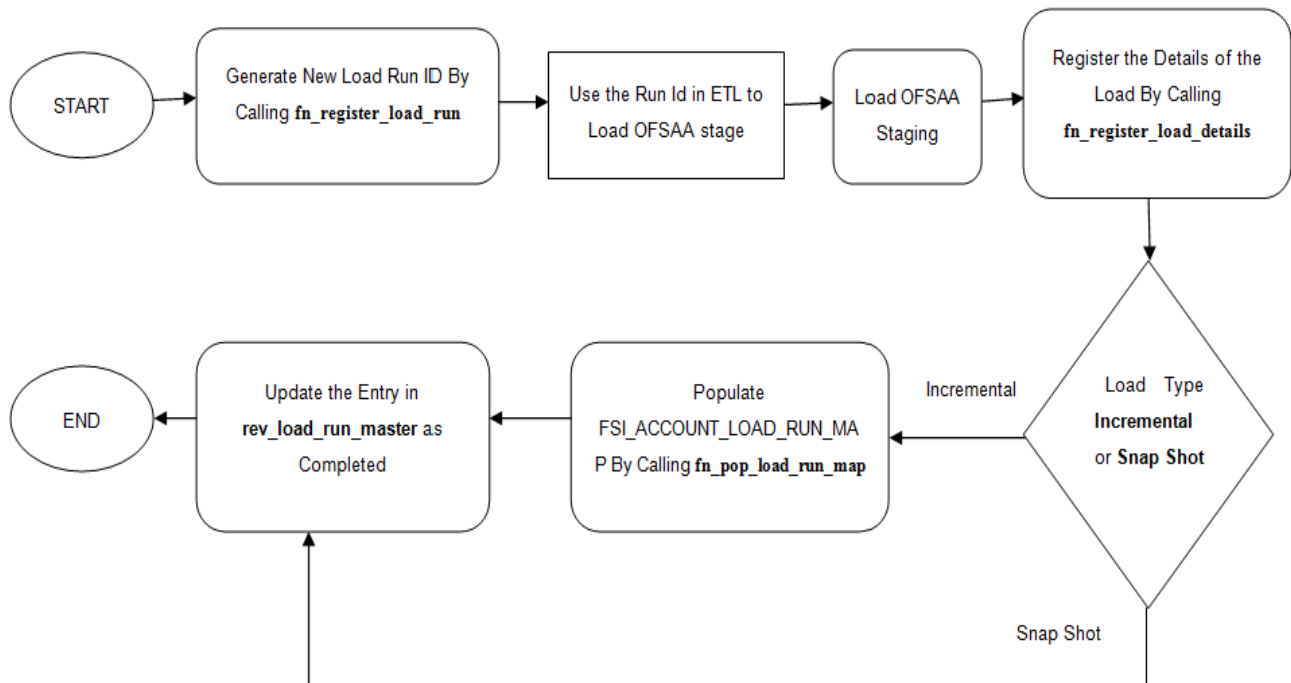 START
Generate New Load Run ID By
Calling fn_register_load_run
Use the Run Id in ETL to
Load OFSAA stage
Load OFSAA
Staging
Register the Details of the
Load By Calling
fn_register_load_details
Load Type
Incremental
or Snap Shot
Incremental
Populate
FSI_ACCOUNT_LOAD_RUN_MA
P By Calling fn_pop_load_run_map
Update the Entry in
rev_load_run_master as
Completed
END
Snap Shot